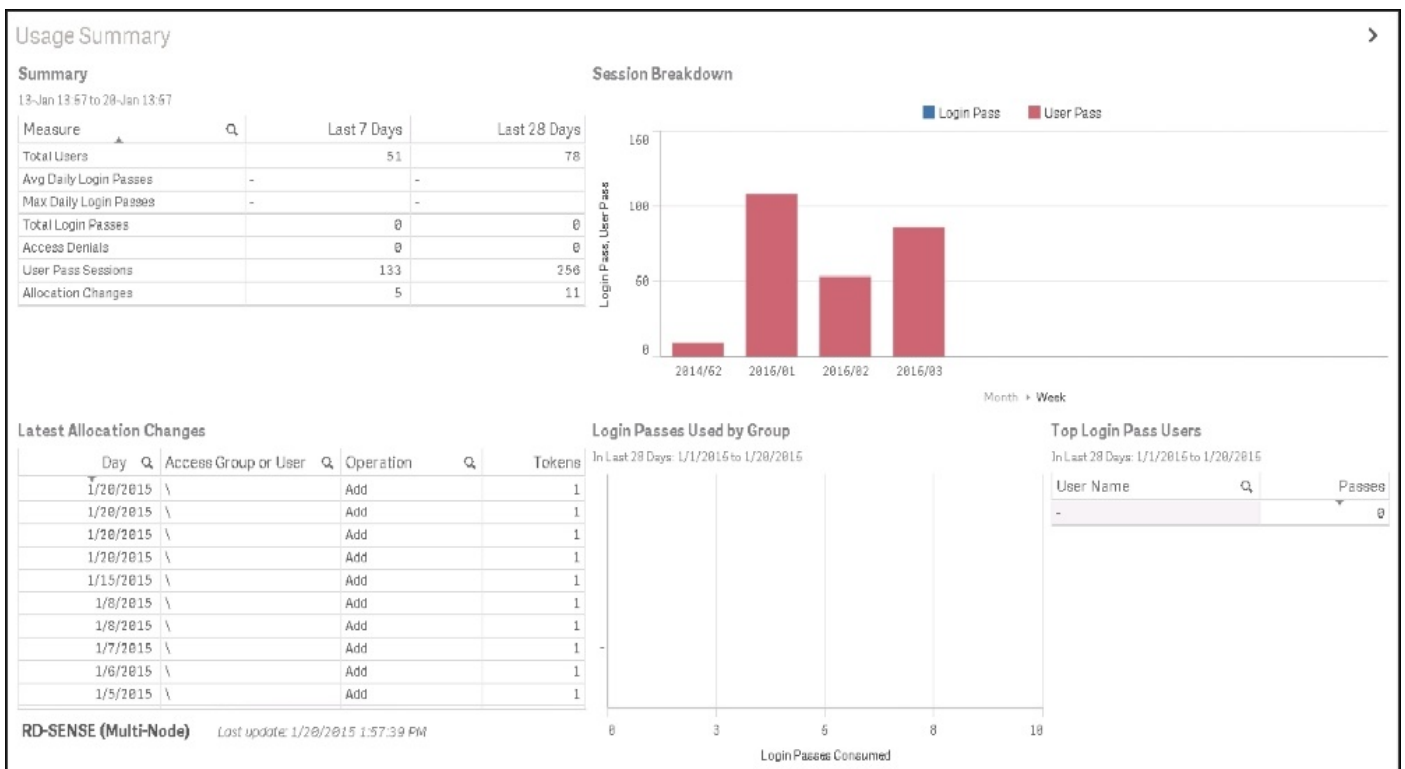 Usage Summary
Summary
13-Jan 13:57 to 20-Jan 13:57
Measure Last 7 Days Last 28 Days
Total Users 51 78
Avg Daily Login Passes - -
Max Daily Login Passes - -
Total Login Passes 0 0
Access Denials 0 0
User Pass Sessions 133 256
Allocation Changes 5 11
Session Breakdown
Login Pass User Pass
Login Pass, User Pass
150
100
50
0
2014/52 2015/01 2015/02 2015/03
Month Week
Latest Allocation Changes
Day Access Group or User Operation Tokens
1/20/2015 \ Add 1
1/20/2015 \ Add 1
1/20/2015 \ Add 1
1/20/2015 \ Add 1
1/15/2015 \ Add 1
1/8/2015 \ Add 1
1/8/2015 \ Add 1
1/7/2015 \ Add 1
1/6/2015 \ Add 1
1/5/2015 \ Add 1
RD-SENSE (Multi-Node) Last update: 1/20/2015 1:57:39 PM
Login Passes Used by Group
In Last 28 Days: 1/1/2015 to 1/20/2015
-
0 3 5 8 10
Login Passes Consumed
Top Login Pass Users
In Last 28 Days: 1/1/2015 to 1/20/2015
User Name Passes
- 0